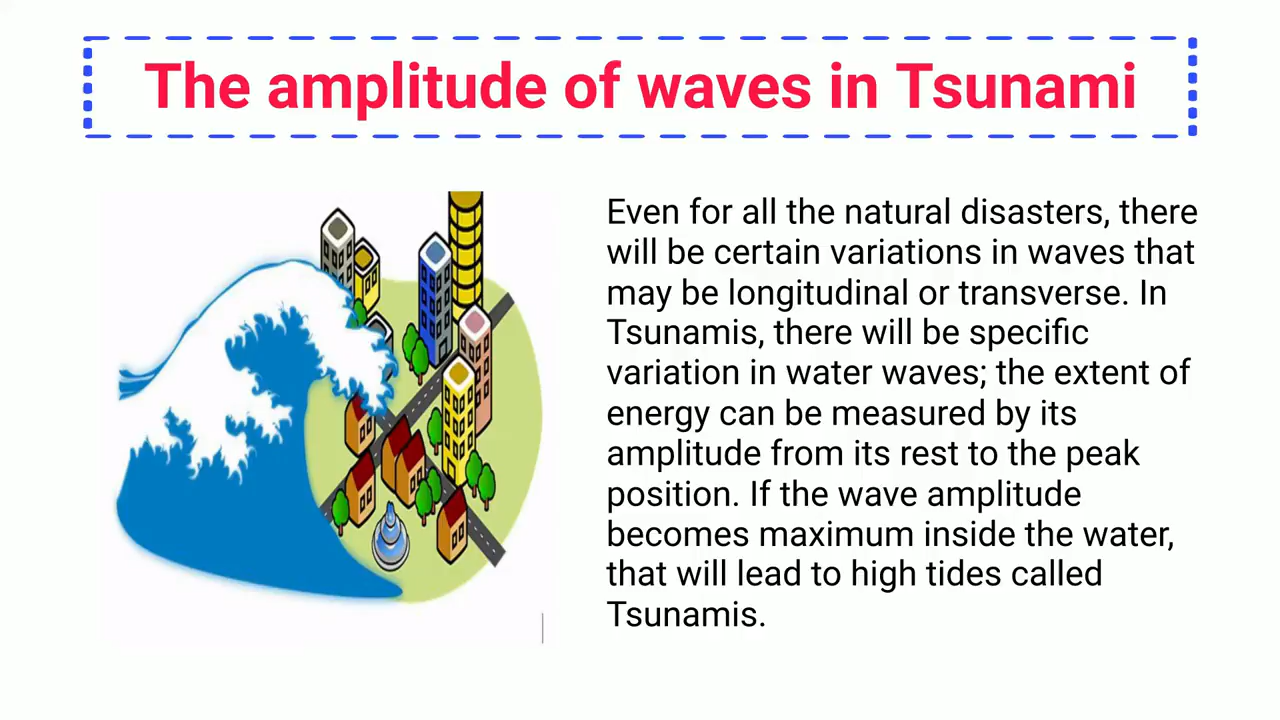 The amplitude of waves in Tsunami
Even for all the natural disasters, there
will be certain variations in waves that
may be longitudinal or transverse. In
Tsunamis, there will be specific
variation in water waves; the extent of
energy can be measured by its
amplitude from its rest to the peak
position. If the wave amplitude
becomes maximum inside the water,
that will lead to high tides called
Tsunamis.